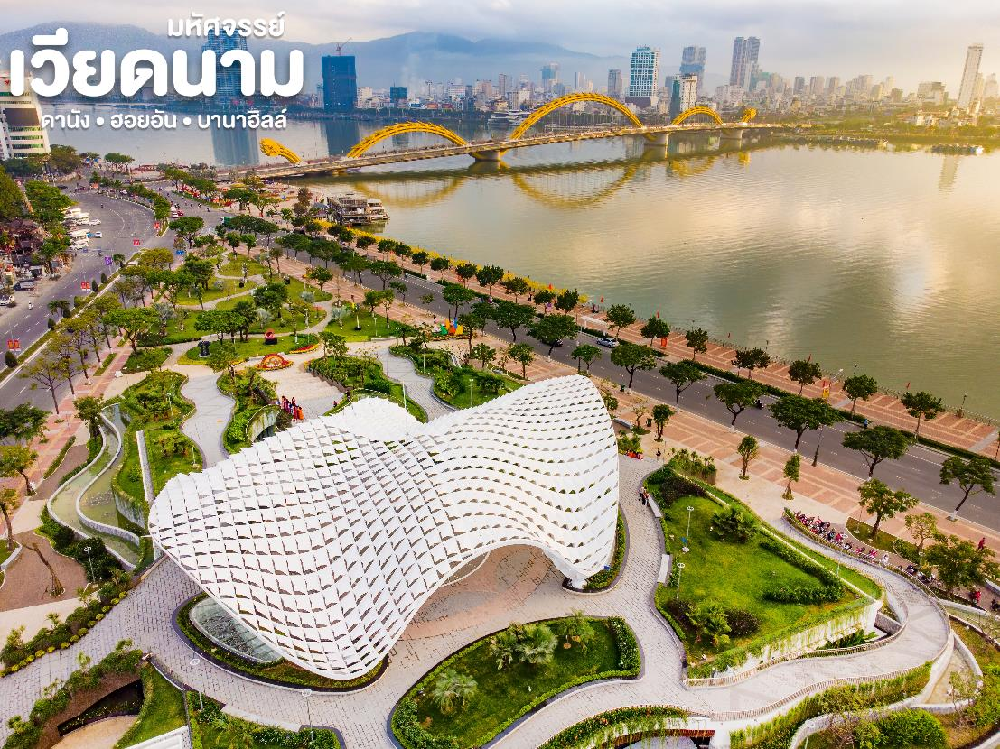 มหัศจรรย์
เวียดนาม
ดานัง • ฮอยอัน • บานาฮิลล์